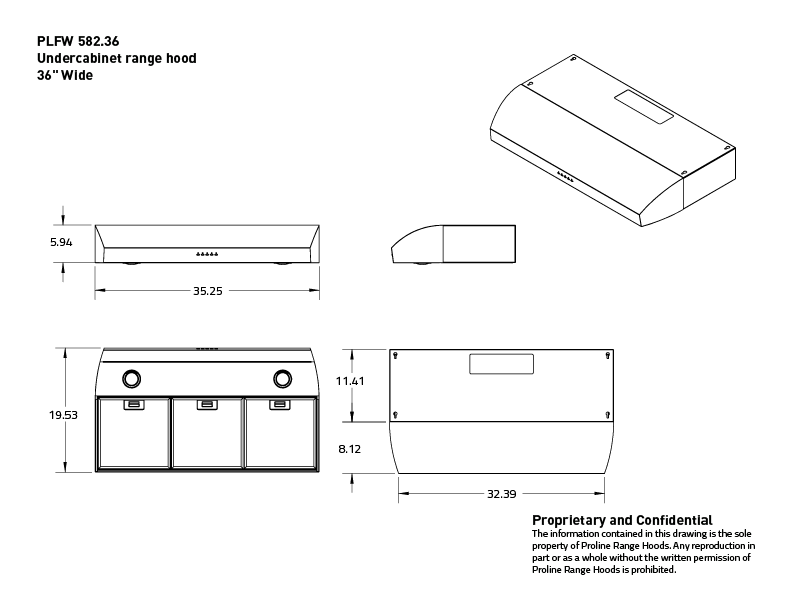 PLFW 582.36
Undercabinet range hood
36" Wide
5.94
35.25
19.53
11.41
8.12
32.39
Proprietary and Confidential
The information contained in this drawing is the sole
property of Proline Range Hoods. Any reproduction in
part or as a whole without the written permission of
Proline Range Hoods is prohibited.